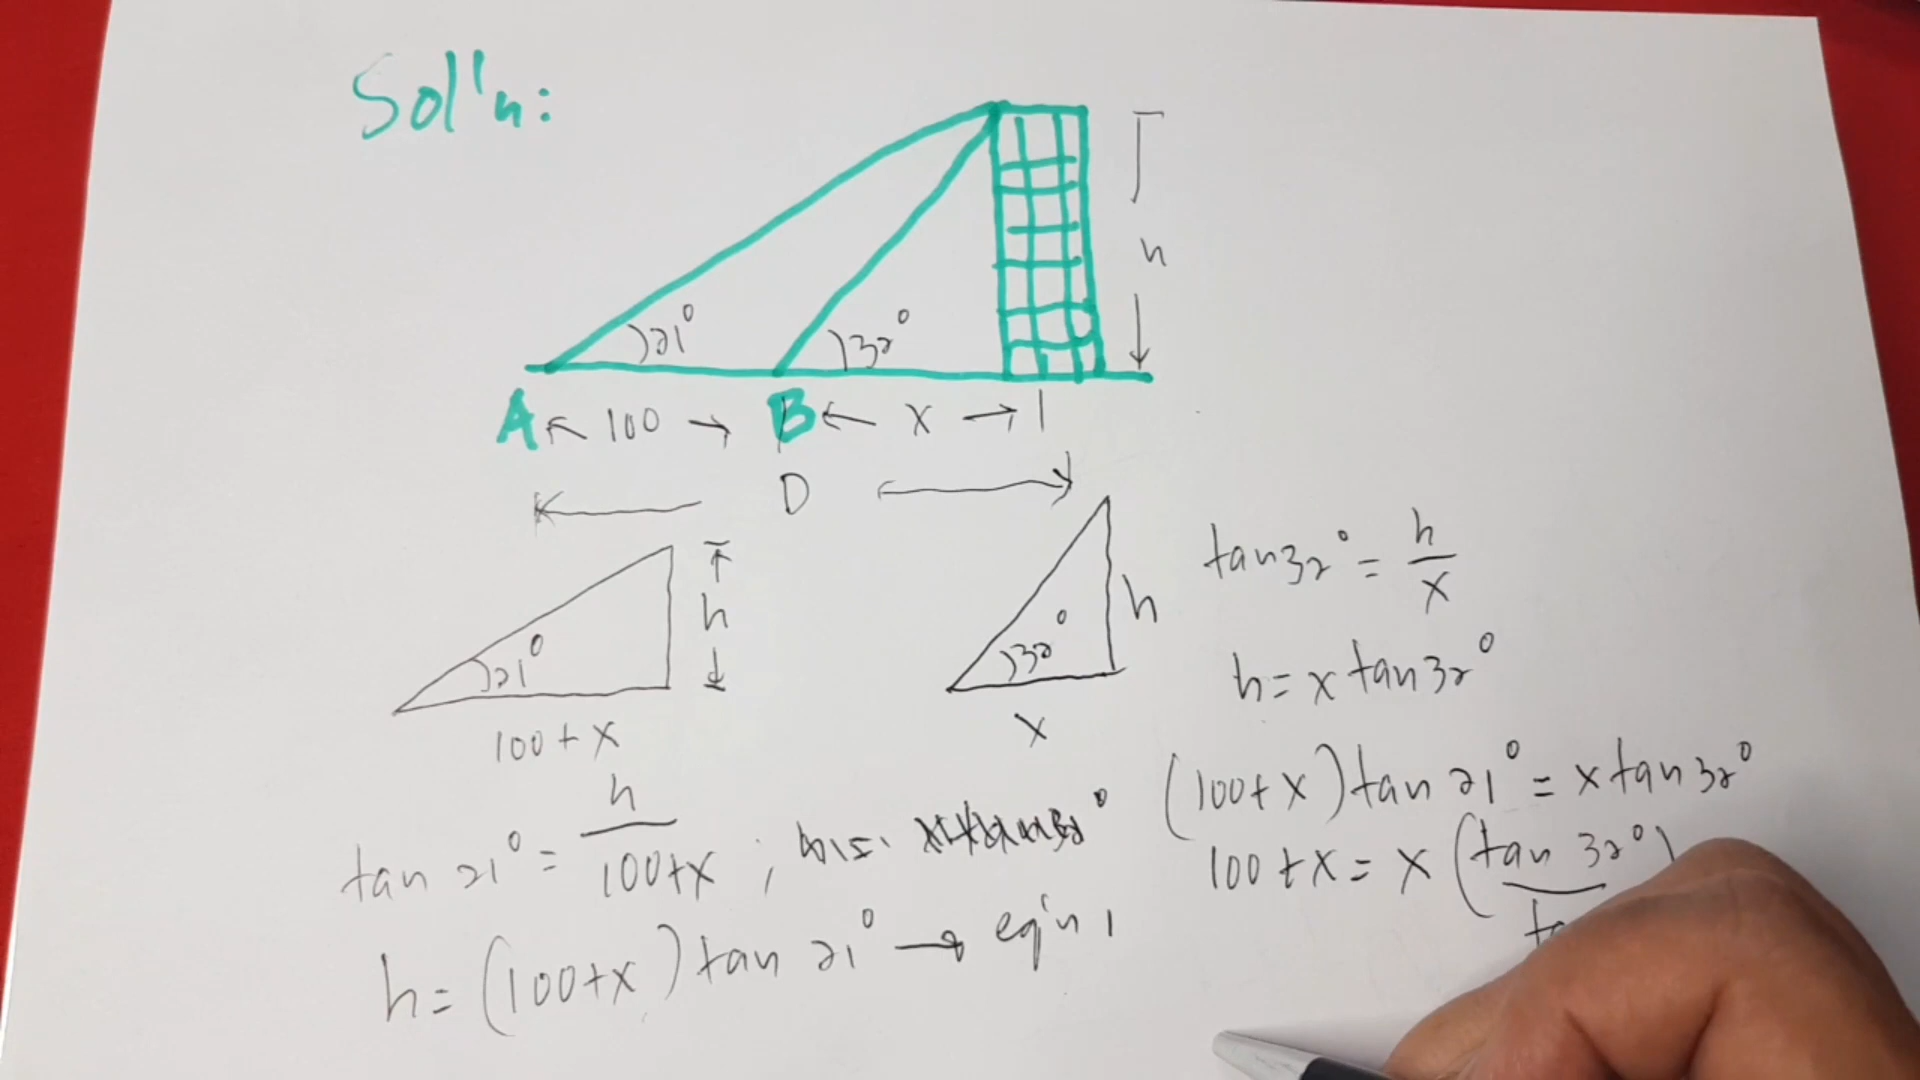 Sol'n:
h
21°
32°
A 100 B x
D
h
21°
100 + x
h
32°
x
tan 32° = h/x
h = x tan 32°
tan 21° = h/100+x ;
h = (100+x) tan 21° → eq'n 1
(100+x) tan 21° = x tan 32°
100 + x = x (tan 32°)